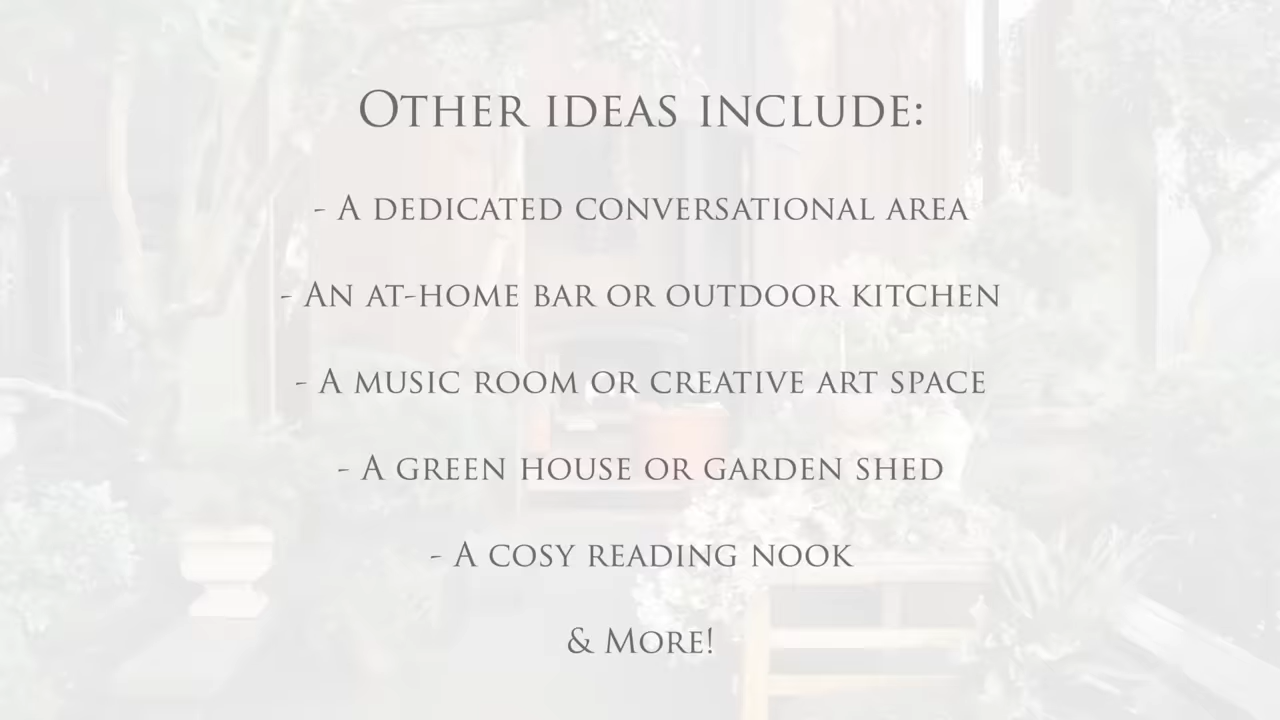 Other ideas include:
- A dedicated conversational area
- An at-home bar or outdoor kitchen
- A music room or creative art space
- A green house or garden shed
- A cosy reading nook
& More!